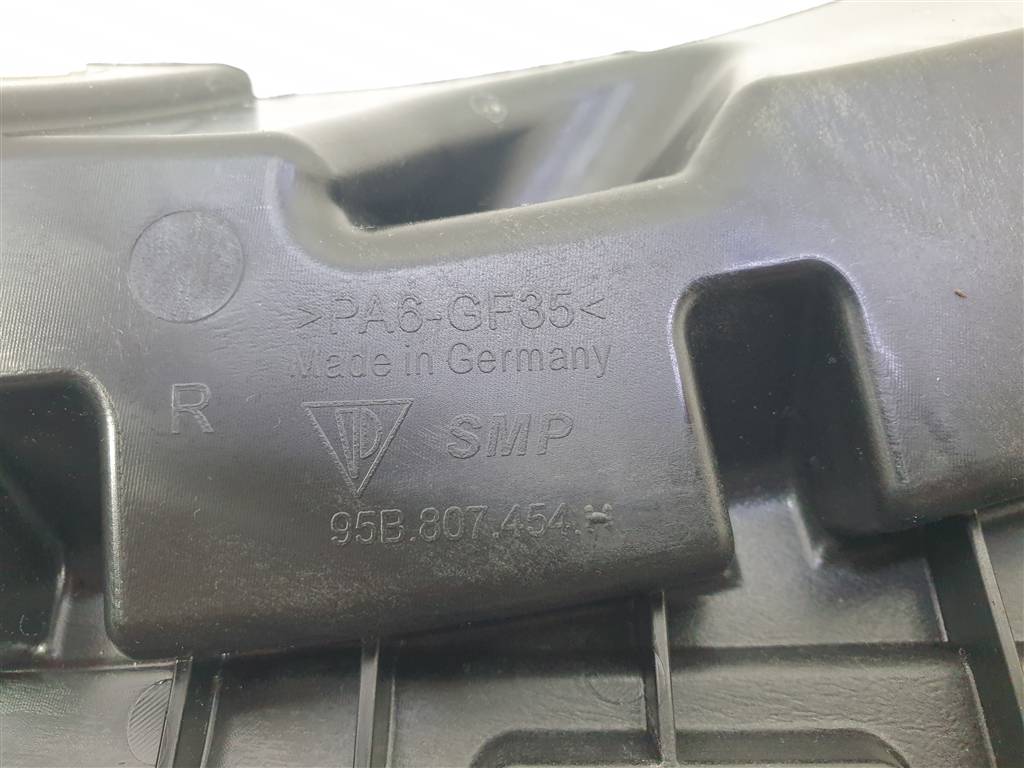 >PA6-GF35<
Made in Germany
R
SMP
95B.807.454.